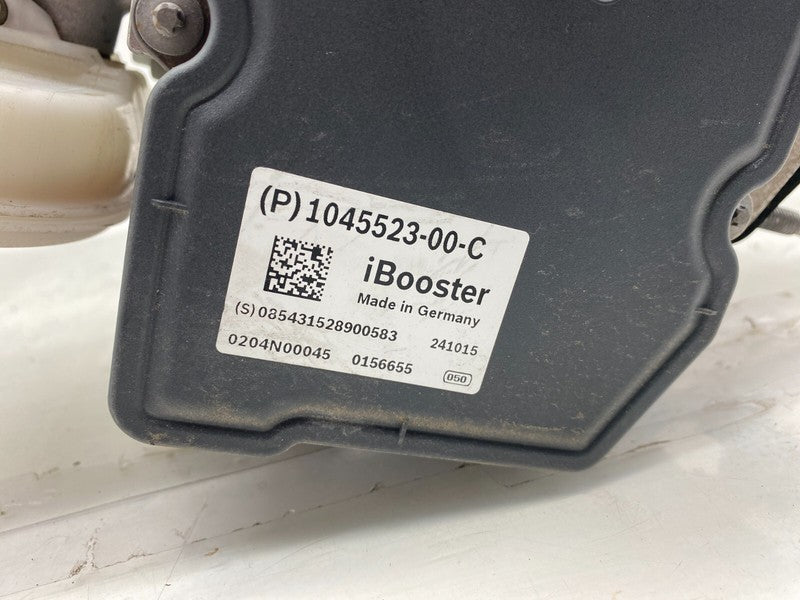 (P) 1045523-00-C
iBooster
Made in Germany
(S) 085431528900583 241015
0204N00045 0156655 050